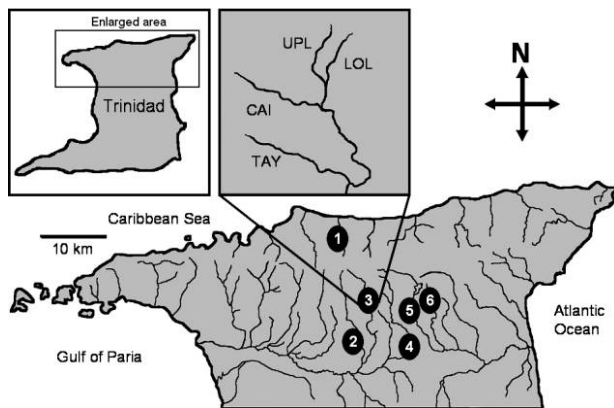 Enlarged area
Trinidad
UPL
LOL
CAI
TAY
N
Caribbean Sea
10 km
1
3
6
5
2
4
Atlantic
Ocean
Gulf of Paria